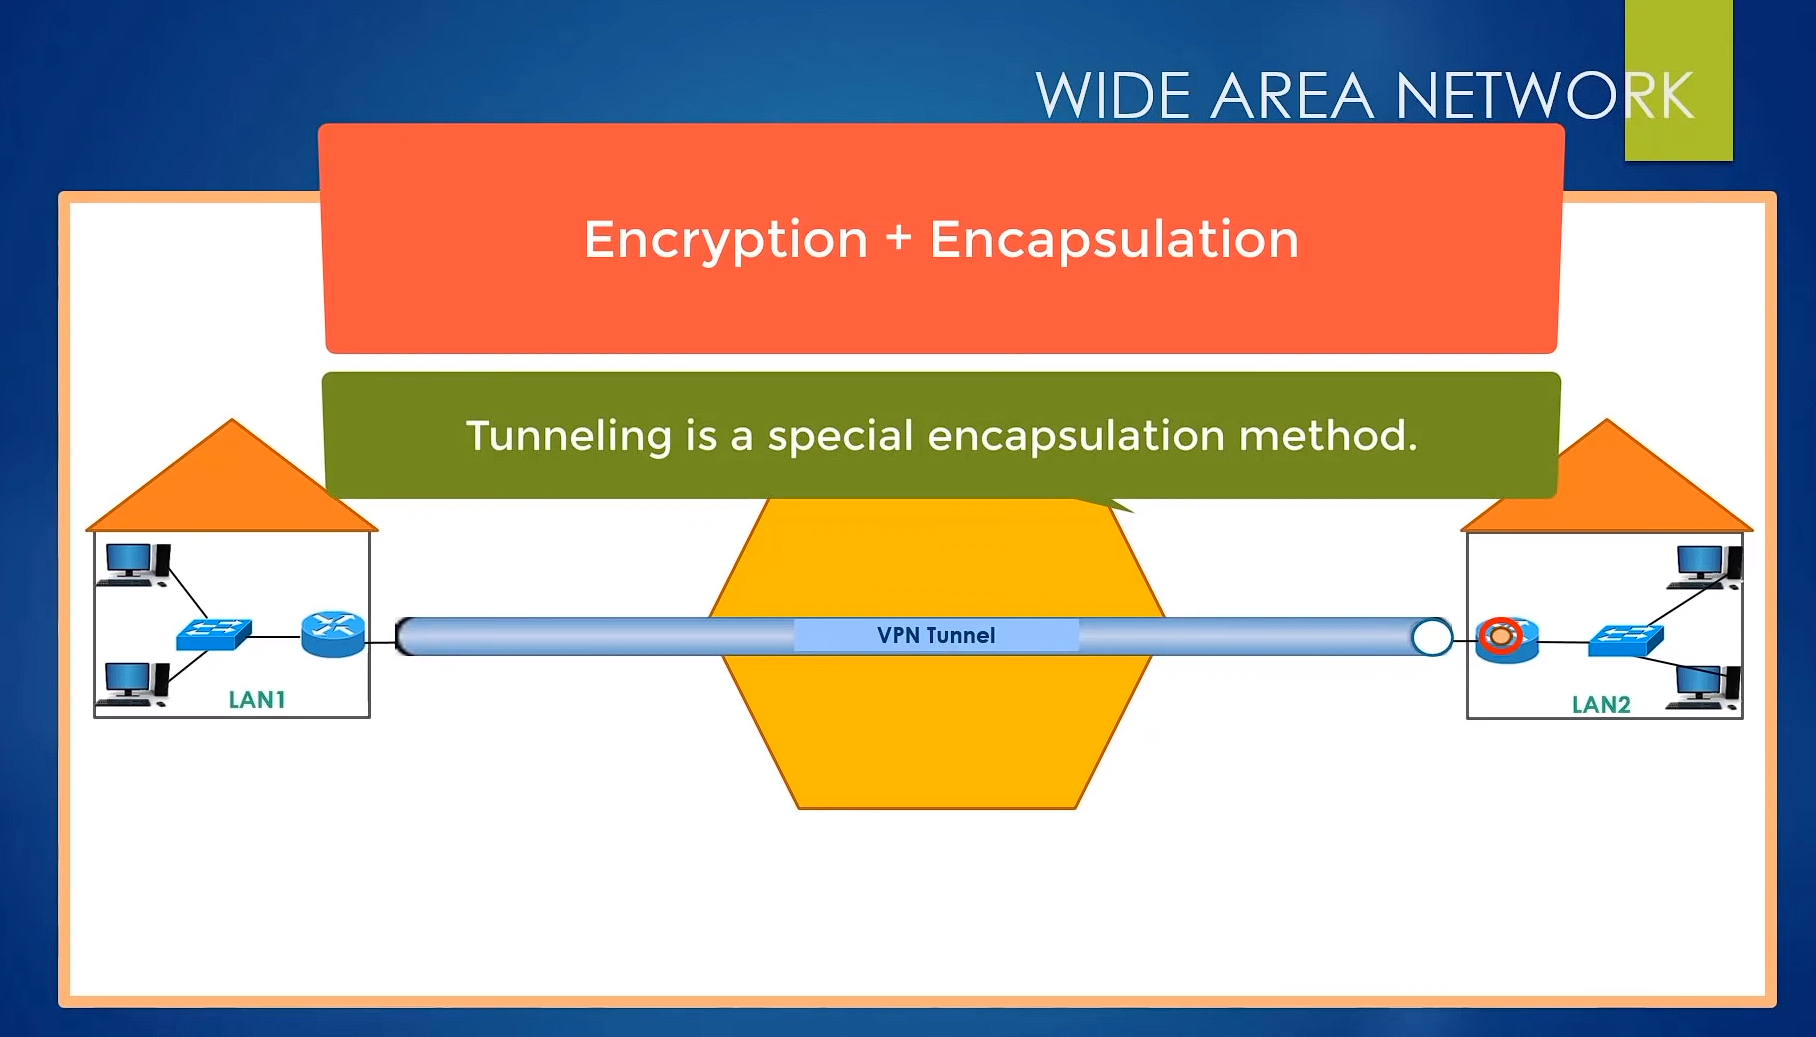 WIDE AREA NETWORK
Encryption + Encapsulation
Tunneling is a special encapsulation method.
VPN Tunnel
LAN1
LAN2